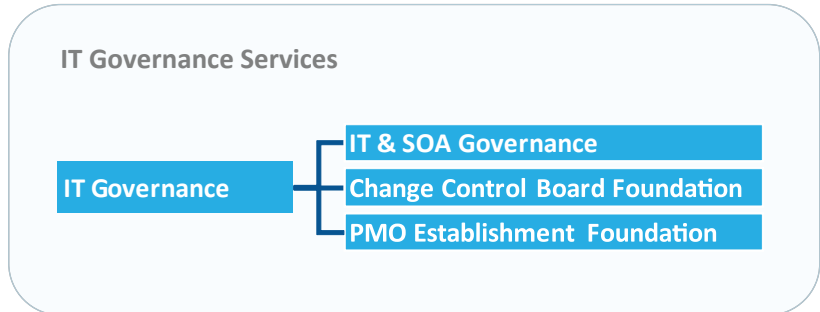 IT Governance Services
IT & SOA Governance
IT Governance
Change Control Board Foundation
PMO Establishment Foundation